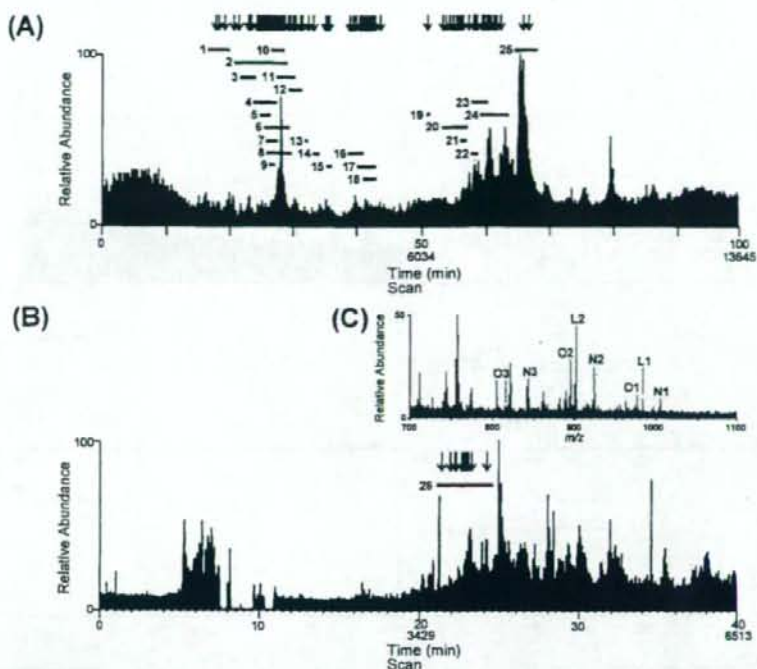 (A)
100
Relative Abundance
0
1 10 25
2
3 11
12
4 23
5 19 24
6 20
7 13 21
8 14 16 22
9 15 17
18
0 50 100
6034 13645
Time (min)
Scan
(B)
(C)
50
Relative Abundance
0
L2
O2
O3 N3 N2 L1
O1 N1
700 800 900 1000 1100
m/z
100
Relative Abundance
0
26
0 10 20 30 40
3429 6513
Time (min)
Scan